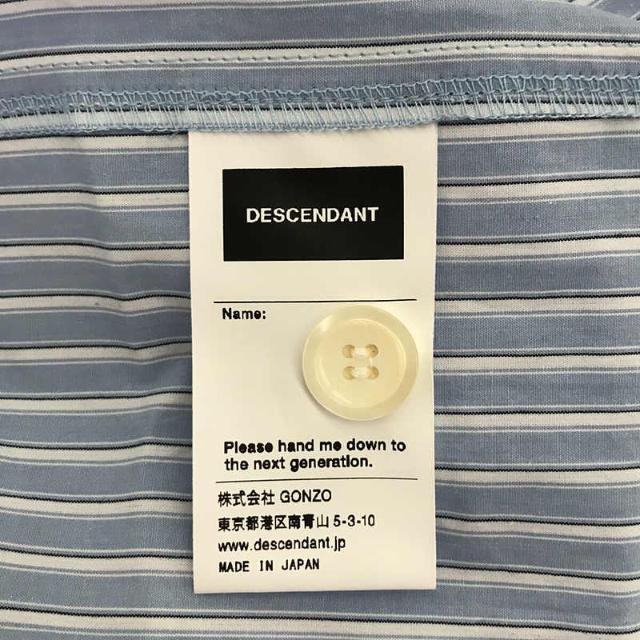 DESCENDANT
Name:
Please hand me down to
the next generation.
株式会社 GONZO
東京都港区南青山 5-3-10
www.descendant.jp
MADE IN JAPAN